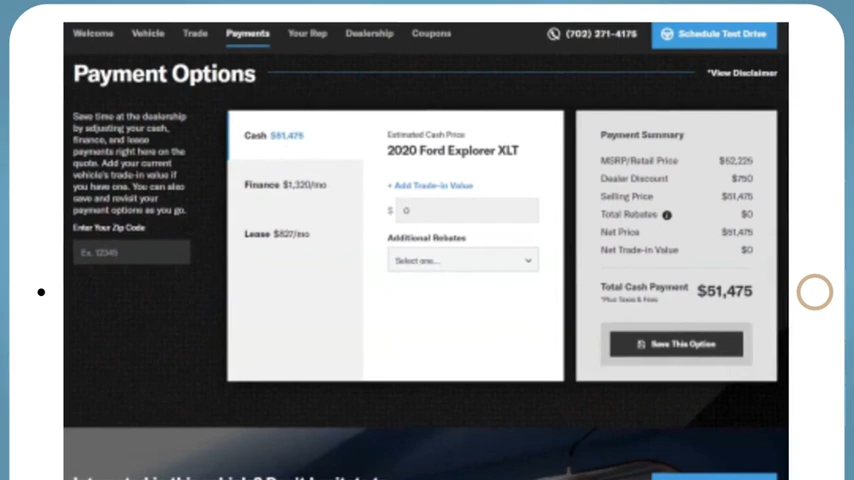 Welcome Vehicle Trade Payments Your Rep Dealership Coupons (702) 271-4175 Schedule Test Drive
Payment Options *View Disclaimer
Save time at the dealership
by adjusting your cash,
finance, and lease
payments right here on the
quote. Add your current
vehicle's trade-in value if
you have one. You can also
save and revisit your
payment options as you go.
Enter Your Zip Code
Ex. 12345
Cash $51,475
Finance $1,320/mo
Lease $827/mo
Estimated Cash Price
2020 Ford Explorer XLT
+ Add Trade-in Value
$ 0
Additional Rebates
Select one...
Payment Summary
MSRP/Retail Price $52,225
Dealer Discount $750
Selling Price $51,475
Total Rebates $0
Net Price $51,475
Net Trade-in Value $0
Total Cash Payment $51,475
*Plus Taxes & Fees
Save This Option